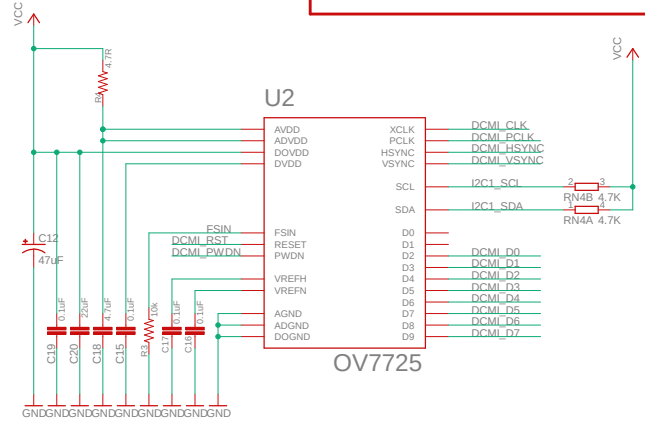 VCC
4.7R
R4
VCC
U2
AVDD
ADVDD
DOVDD
DVDD
FSIN
RESET
PWDN
VREFH
VREFN
AGND
ADGND
DOGND
XCLK
PCLK
HSYNC
VSYNC
SCL
SDA
D0
D1
D2
D3
D4
D5
D6
D7
D8
D9
DCMI_CLK
DCMI_PCLK
DCMI_HSYNC
DCMI_VSYNC
I2C1_SCL
2 3
RN4B 4.7K
I2C1_SDA
1 4
RN4A 4.7K
FSIN
DCMI_RST
DCMI_PWDN
DCMI_D0
DCMI_D1
DCMI_D2
DCMI_D3
DCMI_D4
DCMI_D5
DCMI_D6
DCMI_D7
C12
47uF
0.1uF
22uF
4.7uF
0.1uF
10k
0.1uF
0.1uF
C19
C20
C18
C15
R3
C17
C16
OV7725
GND GND GND GND GND GND GND GND GND